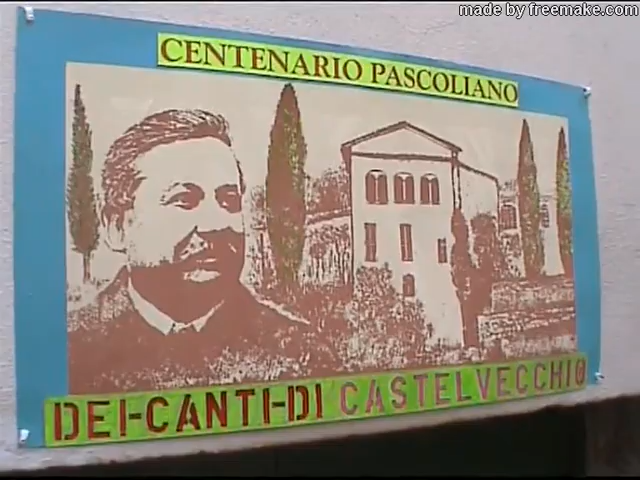 made by freemake.com
CENTENARIO PASCOLIANO
DEI-CANTI-DI CASTELVECCHIO